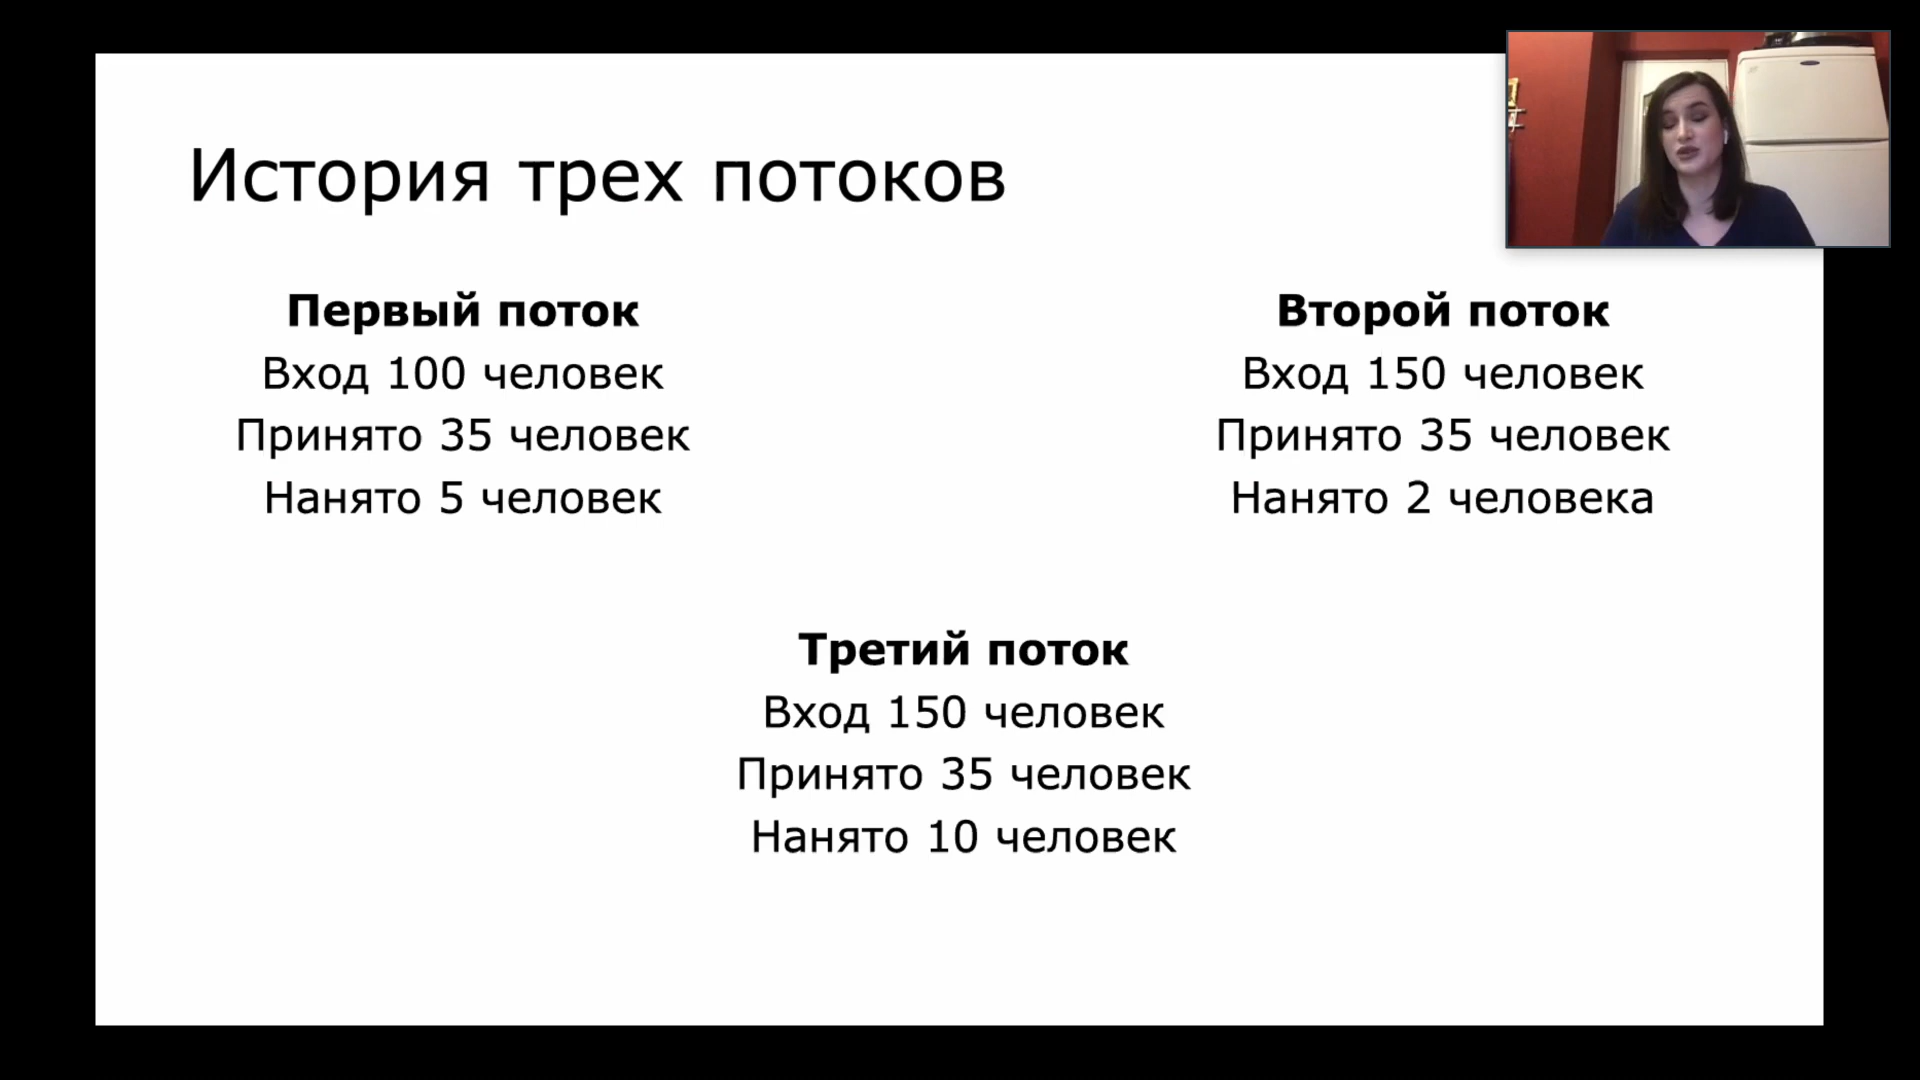 История трех потоков
Первый поток
Вход 100 человек
Принято 35 человек
Нанято 5 человек
Второй поток
Вход 150 человек
Принято 35 человек
Нанято 2 человека
Третий поток
Вход 150 человек
Принято 35 человек
Нанято 10 человек